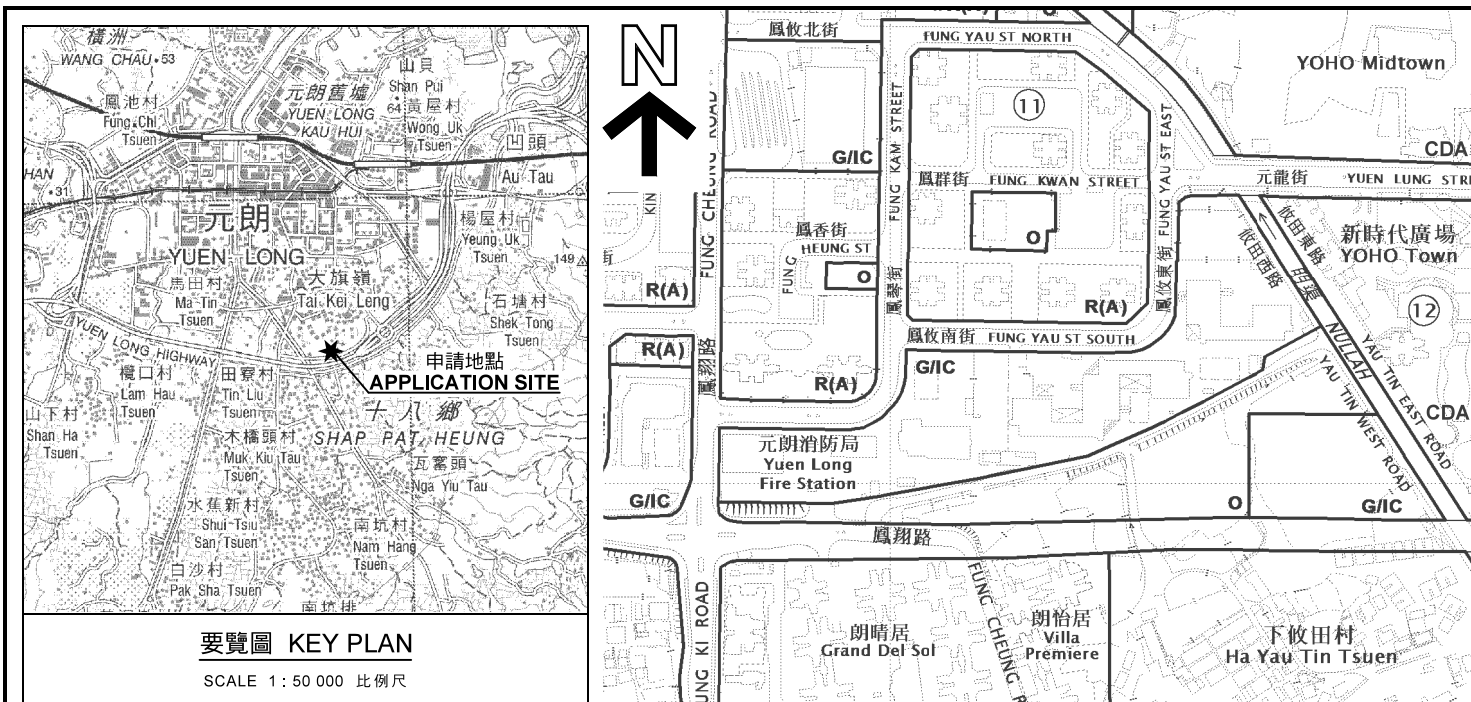 橫洲
WANG CHAU • 53
鳳池村
Fung Chi
Tsuen
元朗舊墟
YUEN LONG
KAU HUI
山貝
Shan Pui
64
黃屋村
Wong Uk
Tsuen
凹頭
Au Tau
HAN
• 31
元朗
YUEN LONG
楊屋村
Yeung Uk
Tsuen
149
馬田村
Ma Tin
Tsuen
大旗嶺
Tai Kei Leng
石塘村
Shek Tong
Tsuen
YUEN LONG HIGHWAY
申請地點
APPLICATION SITE
欖口村
Lam Hau
Tsuen
田寮村
Tin Liu
Tsuen
山下村
Shan Ha
Tsuen
十八鄉
SHAP PAT HEUNG
木橋頭村
Muk Kiu Tau
Tsuen
瓦窰頭
Nga Yiu Tau
水蕉新村
Shui Tsiu
San Tsuen
南坑村
Nam Hang
Tsuen
白沙村
Pak Sha Tsuen
南坑排
要覽圖 KEY PLAN
SCALE 1 : 50 000 比例尺
N
鳳攸北街
FUNG YAU ST NORTH
YOHO Midtown
11
G/IC
FUNG KAM STREET
FUNG YAU ST EAST
CDA
鳳群街 FUNG KWAN STREET
元龍街 YUEN LUNG STRE
KIN
街
FUNG CHEUNG ROAD
鳳香街
HEUNG ST
FUNG
O
O
攸田東路
攸田西路
新時代廣場
YOHO Town
R(A)
鳳琴街
R(A)
鳳攸東街
明渠
NULLAH
12
鳳攸南街 FUNG YAU ST SOUTH
R(A)
鳳翔路
R(A)
G/IC
YAU TIN EAST ROAD
YAU TIN WEST ROAD
CDA
元朗消防局
Yuen Long
Fire Station
G/IC
O
G/IC
鳳翔路
UNG KI ROAD
FUNG CHEUNG R
朗晴居
Grand Del Sol
朗怡居
Villa
Premiere
下攸田村
Ha Yau Tin Tsuen